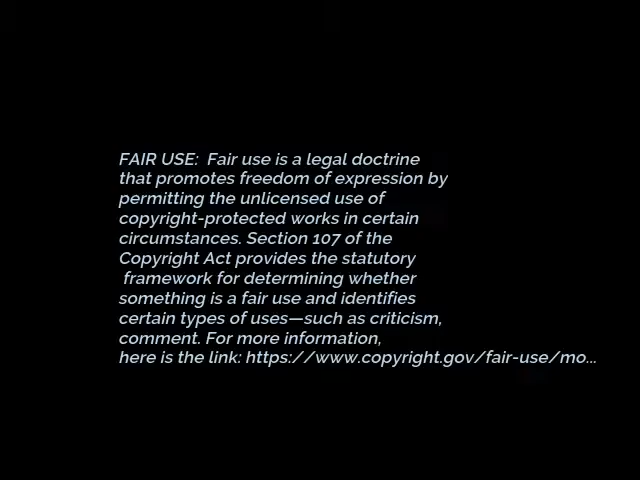 FAIR USE:  Fair use is a legal doctrine
that promotes freedom of expression by
permitting the unlicensed use of
copyright-protected works in certain
circumstances. Section 107 of the
Copyright Act provides the statutory
framework for determining whether
something is a fair use and identifies
certain types of uses—such as criticism,
comment. For more information,
here is the link: https://www.copyright.gov/fair-use/mo...